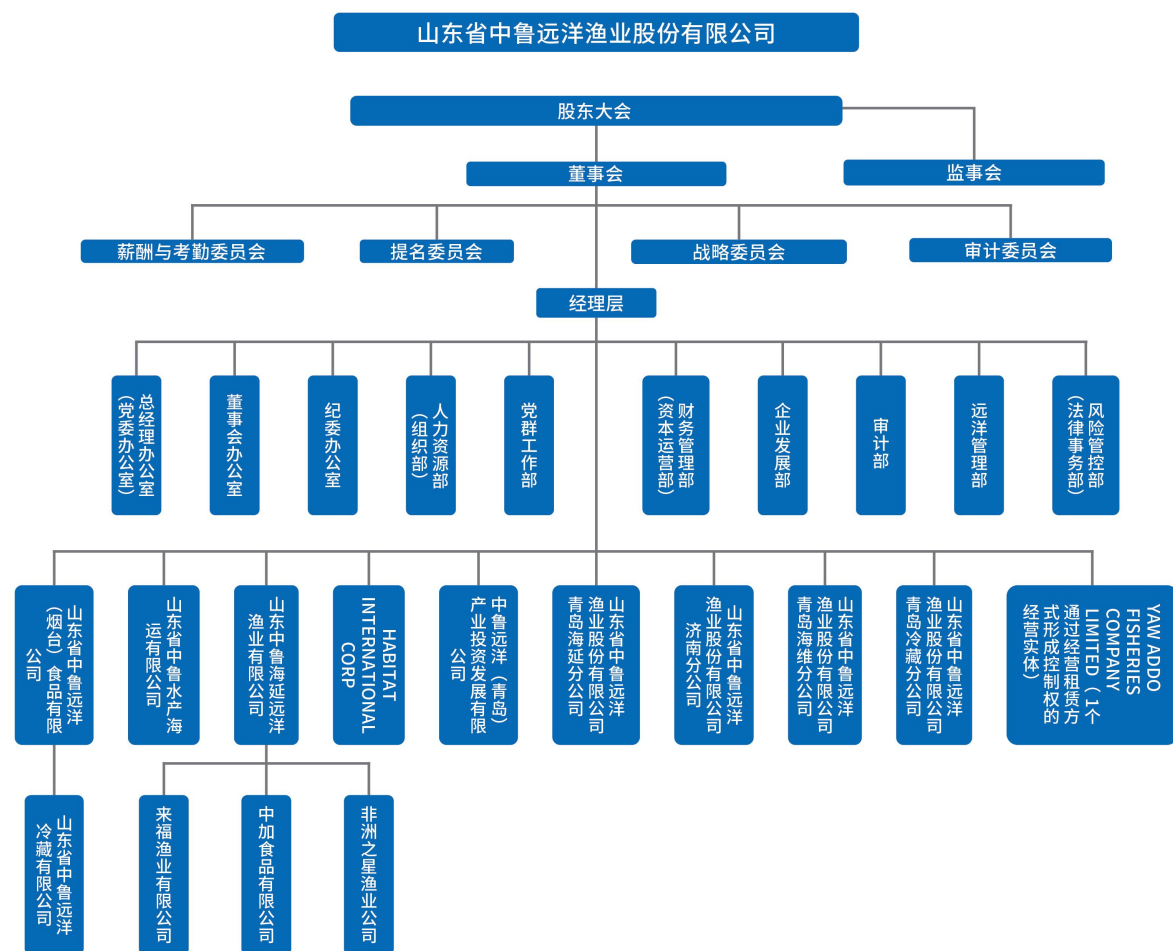 山东省中鲁远洋渔业股份有限公司
股东大会
董事会
监事会
薪酬与考勤委员会
提名委员会
战略委员会
审计委员会
经理层
总经理办公室
（党委办公室）
董事会办公室
纪委办公室
人力资源部
（组织部）
党群工作部
财务管理部
（资本运营部）
企业发展部
审计部
远洋管理部
风险管控部
（法律事务部）
山东省中鲁远洋
（烟台）食品有限
公司
山东省中鲁水产海
运有限公司
山东中鲁海延远洋
渔业有限公司
HABITAT
INTERNATIONAL
CORP
中鲁远洋（青岛）
产业投资发展有限
公司
山东省中鲁远洋
渔业股份有限公司
青岛海延分公司
山东省中鲁远洋
渔业股份有限公司
济南分公司
山东省中鲁远洋
渔业股份有限公司
青岛海维分公司
山东省中鲁远洋
渔业股份有限公司
青岛冷藏分公司
YAW ADDO
FISHERIES
COMPANY
LIMITED（1个
通过经营租赁方
式形成控制权的
经营实体）
山东省中鲁远洋
冷藏有限公司
来福渔业有限公司
中加食品有限公司
非洲之星渔业公司